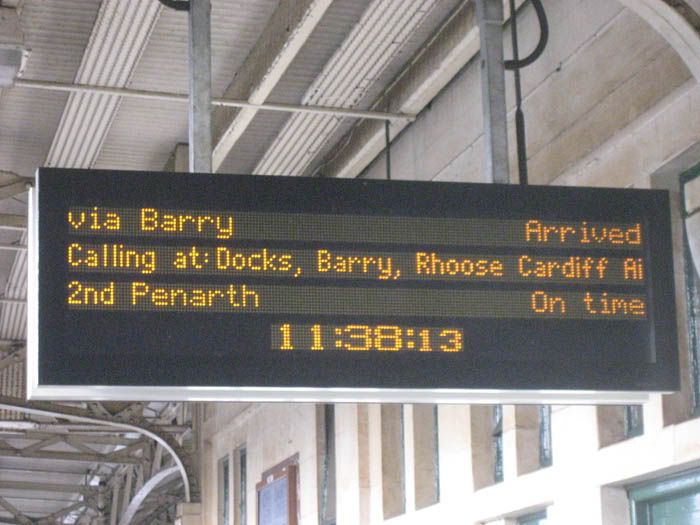 via Barry Arrived
Calling at: Docks, Barry, Rhoose Cardiff Ai
2nd Penarth On time
11:38:13